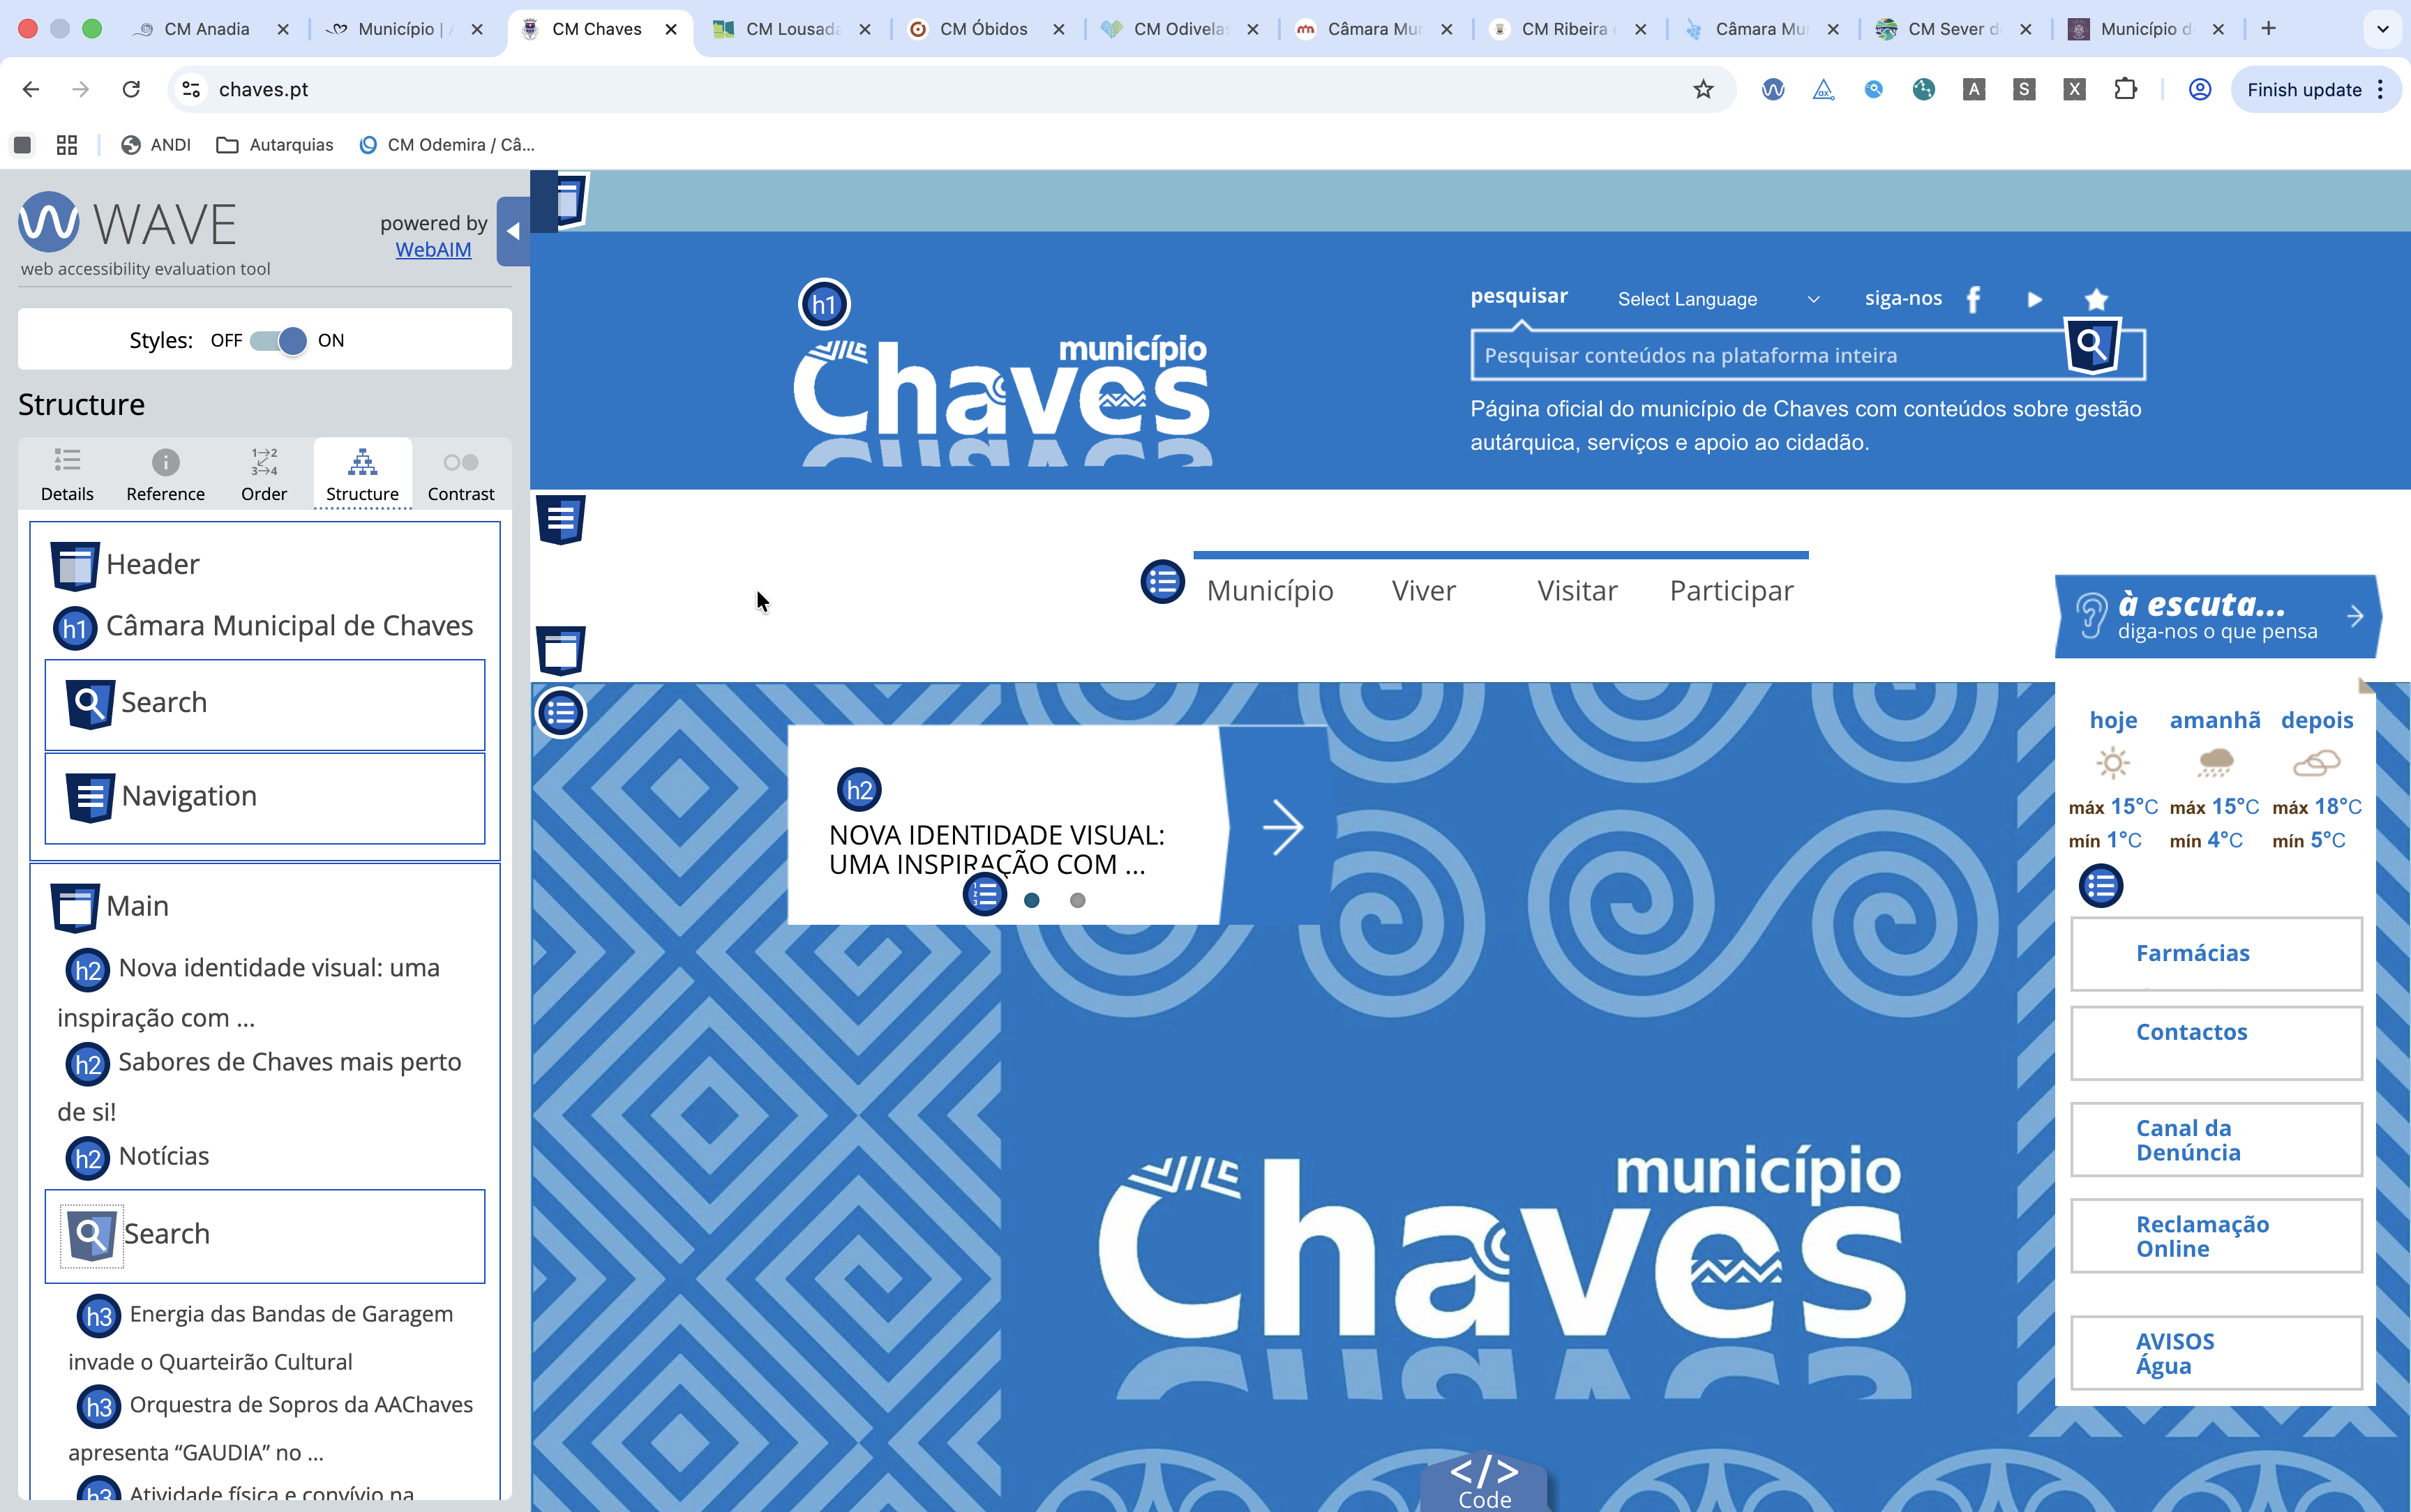 CM Anadia
Município |
CM Chaves
CM Lousada
CM Óbidos
CM Odivelas
Câmara Mun
CM Ribeira
Câmara Mun
CM Sever d
Município d
chaves.pt
A
S
X
Finish update
ANDI
Autarquias
CM Odemira / Câ...
WAVE
powered by
WebAIM
web accessibility evaluation tool
Styles: OFF ON
Structure
Details
Reference
Order
Structure
Contrast
Header
h1 Câmara Municipal de Chaves
Search
Navigation
Main
h2 Nova identidade visual: uma
inspiração com ...
h2 Sabores de Chaves mais perto
de si!
h2 Notícias
Search
h3 Energia das Bandas de Garagem
invade o Quarteirão Cultural
h3 Orquestra de Sopros da AAChaves
apresenta “GAUDIA” no ...
h3 Atividade física e convívio na
h1
município
Chaves
pesquisar
Select Language
siga-nos
Pesquisar conteúdos na plataforma inteira
Página oficial do município de Chaves com conteúdos sobre gestão
autárquica, serviços e apoio ao cidadão.
Município
Viver
Visitar
Participar
à escuta...
diga-nos o que pensa
h2
NOVA IDENTIDADE VISUAL:
UMA INSPIRAÇÃO COM ...
hoje amanhã depois
máx 15°C máx 15°C máx 18°C
mín 1°C mín 4°C mín 5°C
Farmácias
Contactos
Canal da
Denúncia
Reclamação
Online
AVISOS
Água
município
Chaves
</>
Code